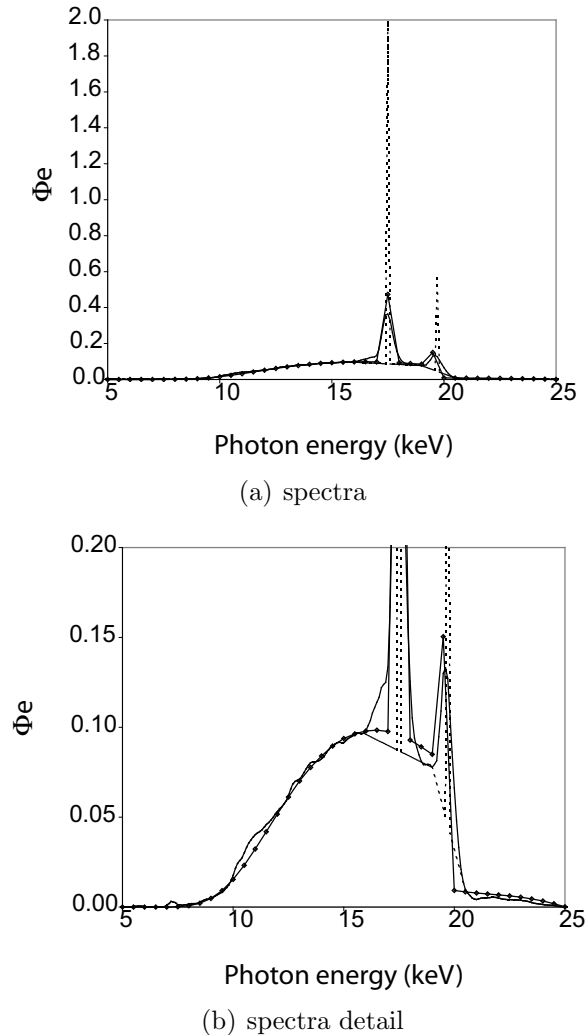 2.0
1.8
1.6
1.4
1.2
1.0
0.8
0.6
0.4
0.2
0.0
Φe
5 10 15 20 25
Photon energy (keV)
(a) spectra
0.20
0.15
0.10
0.05
0.00
Φe
5 10 15 20 25
Photon energy (keV)
(b) spectra detail